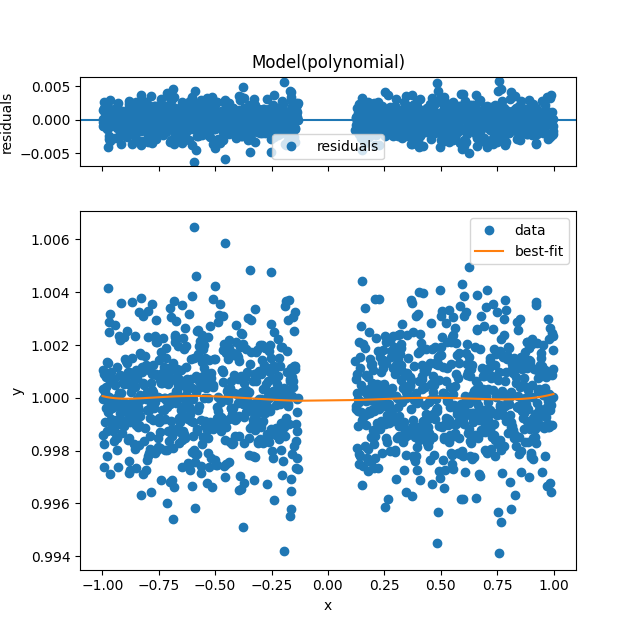 Model(polynomial)
0.005
0.000
−0.005
residuals
residuals
1.006
1.004
1.002
1.000
0.998
0.996
0.994
y
data
best-fit
−1.00 −0.75 −0.50 −0.25 0.00 0.25 0.50 0.75 1.00
x